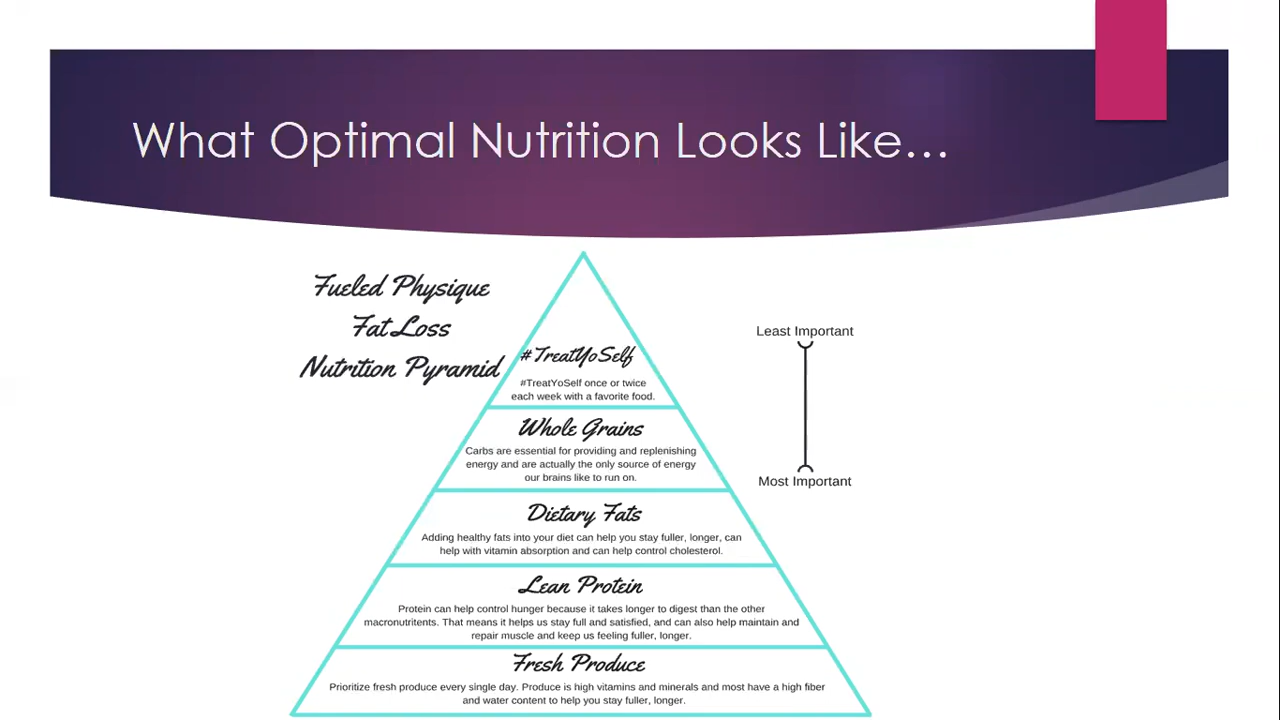 What Optimal Nutrition Looks Like...
Fueled Physique
Fat Loss
Nutrition Pyramid
#TreatYoSelf
#TreatYoSelf once or twice
each week with a favorite food.
Least Important
Most Important
Whole Grains
Carbs are essential for providing and replenishing
energy and are actually the only source of energy
our brains like to run on.
Dietary Fats
Adding healthy fats into your diet can help you stay fuller, longer, can
help with vitamin absorption and can help control cholesterol.
Lean Protein
Protein can help control hunger because it takes longer to digest than the other
macronutritents. That means it helps us stay full and satisfied, and can also help maintain and
repair muscle and keep us feeling fuller, longer.
Fresh Produce
Prioritize fresh produce every single day. Produce is high vitamins and minerals and most have a high fiber
and water content to help you stay fuller, longer.